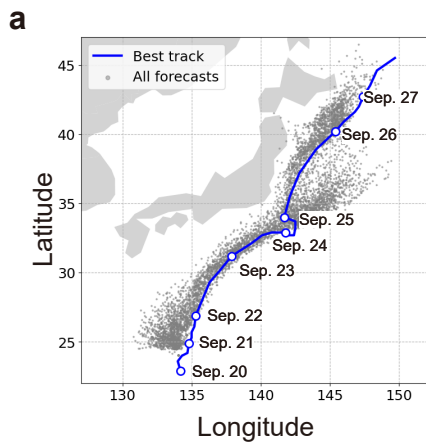 a
Best track
All forecasts
45
40
35
30
25
Latitude
Sep. 27
Sep. 26
Sep. 25
Sep. 24
Sep. 23
Sep. 22
Sep. 21
Sep. 20
130
135
140
145
150
Longitude